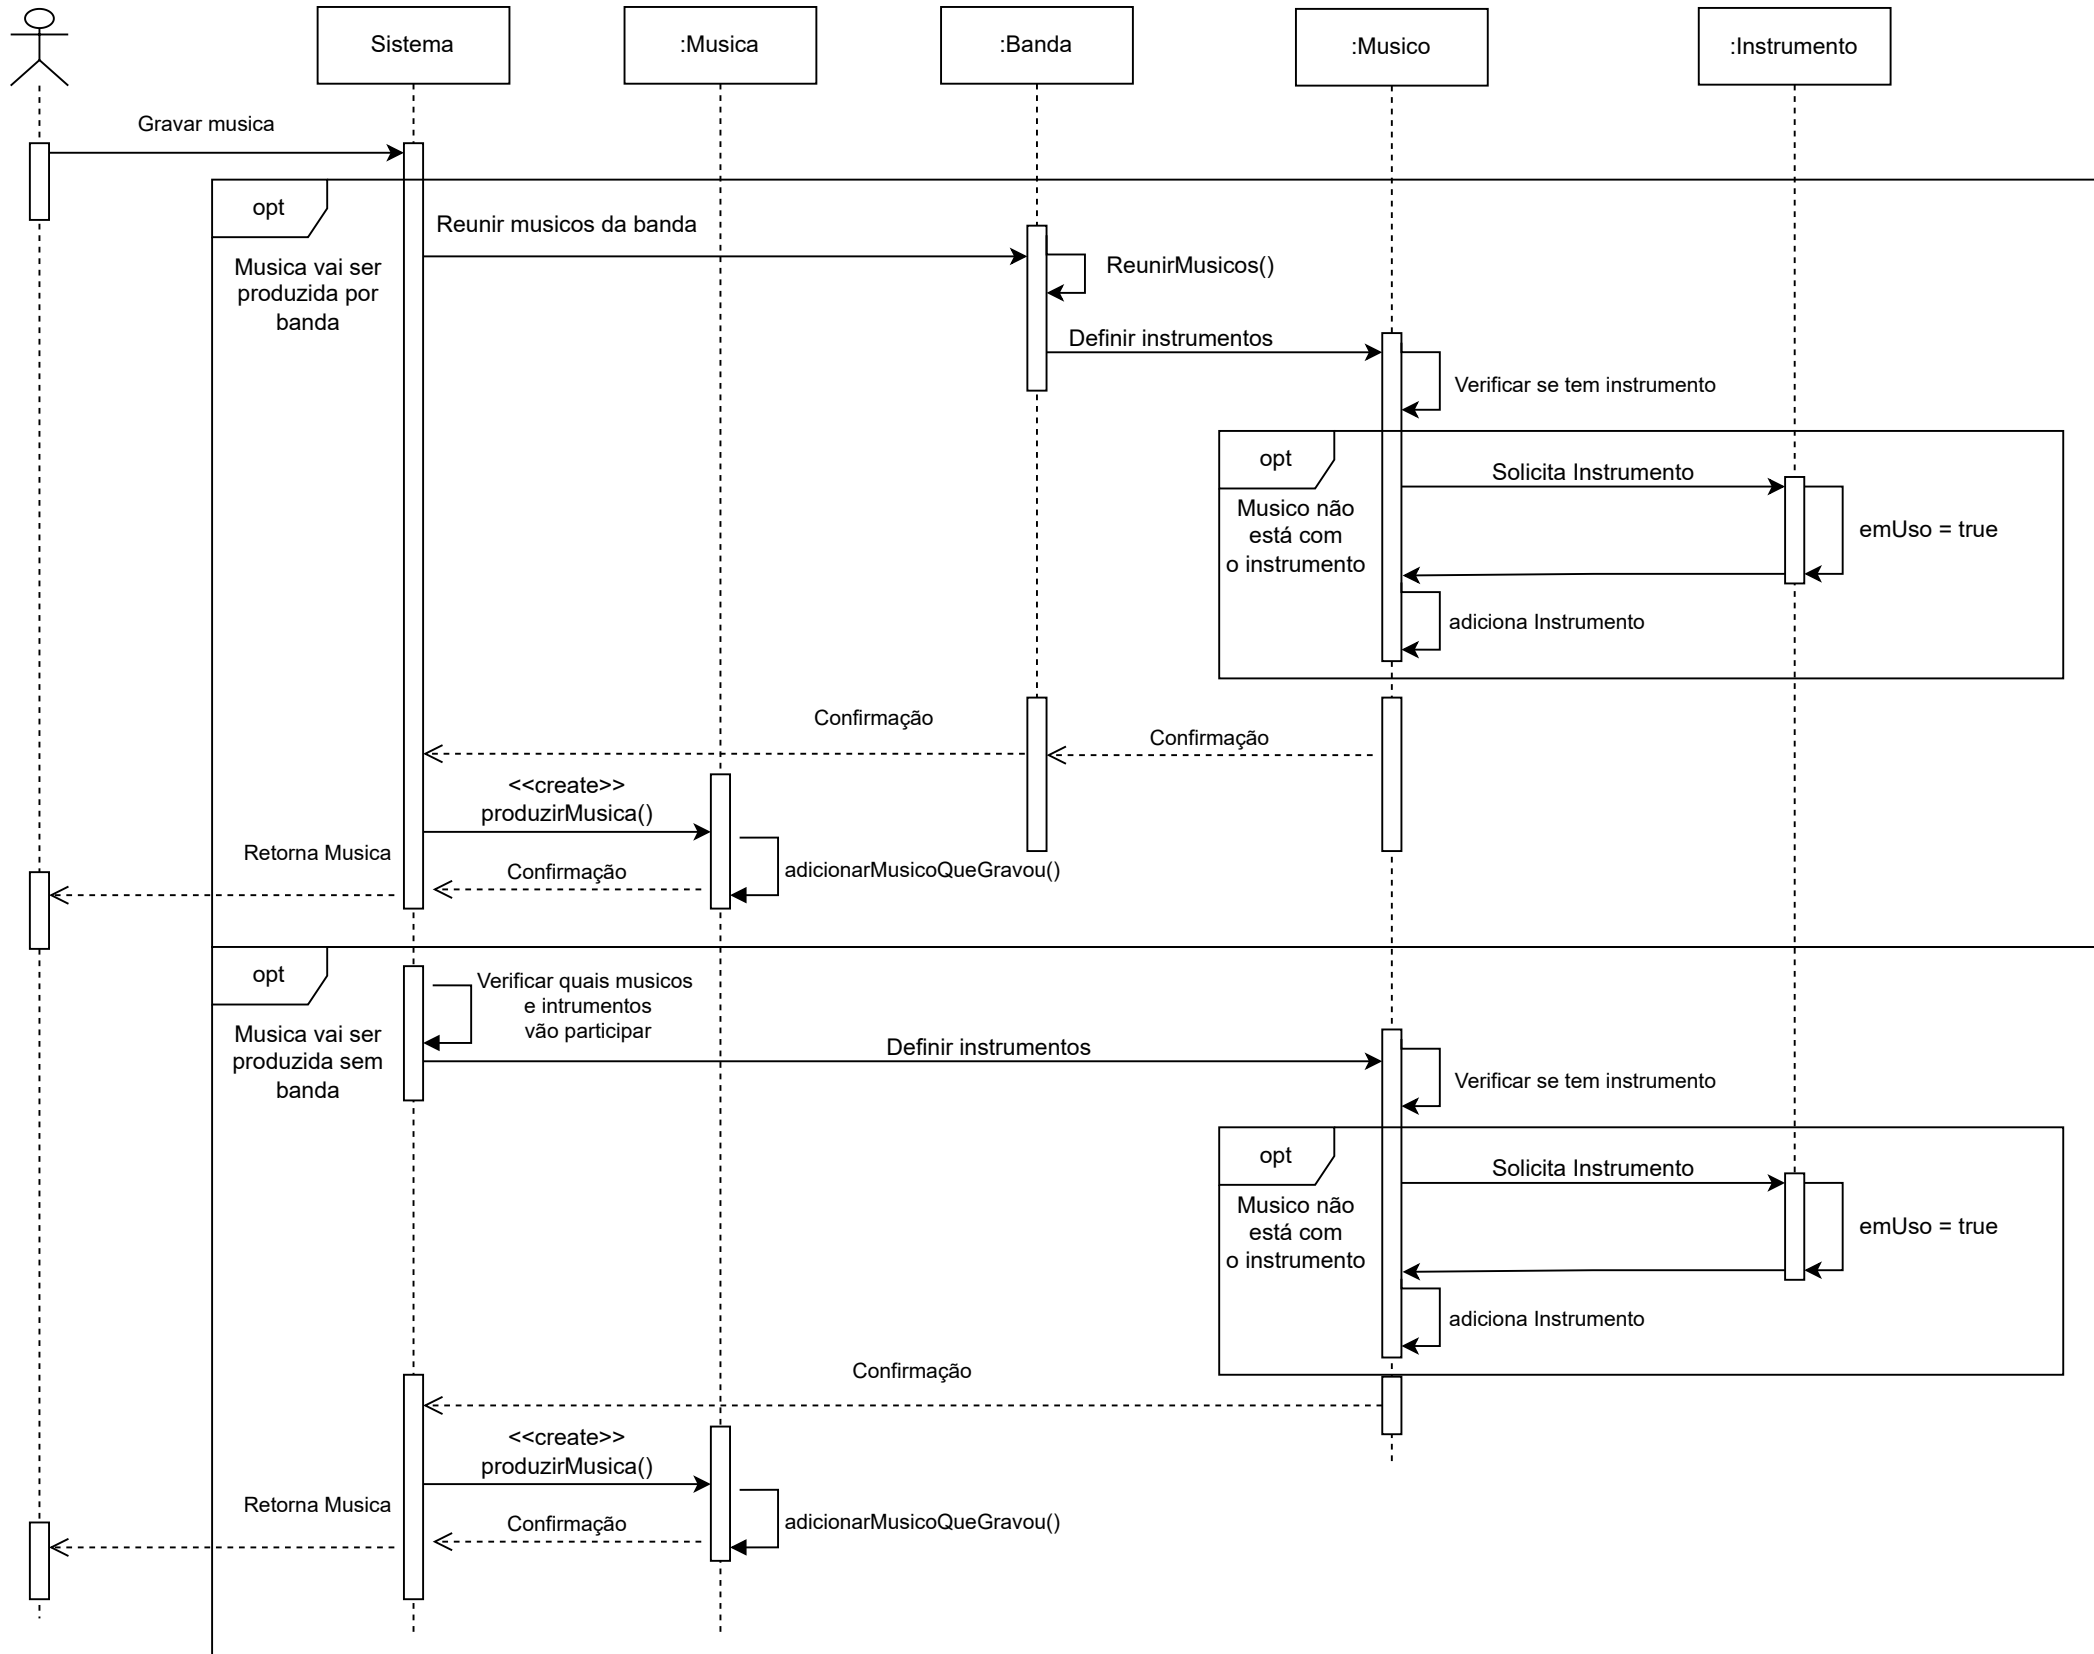 Sistema
:Musica
:Banda
:Musico
:Instrumento
Gravar musica
opt
Musica vai ser
produzida por
banda
Reunir musicos da banda
ReunirMusicos()
Definir instrumentos
Verificar se tem instrumento
opt
Musico não
está com
o instrumento
Solicita Instrumento
emUso = true
adiciona Instrumento
Confirmação
Confirmação
<<create>>
produzirMusica()
Retorna Musica
Confirmação
adicionarMusicoQueGravou()
opt
Musica vai ser
produzida sem
banda
Verificar quais musicos
e intrumentos
vão participar
Definir instrumentos
Verificar se tem instrumento
opt
Musico não
está com
o instrumento
Solicita Instrumento
emUso = true
adiciona Instrumento
Confirmação
<<create>>
produzirMusica()
Retorna Musica
Confirmação
adicionarMusicoQueGravou()